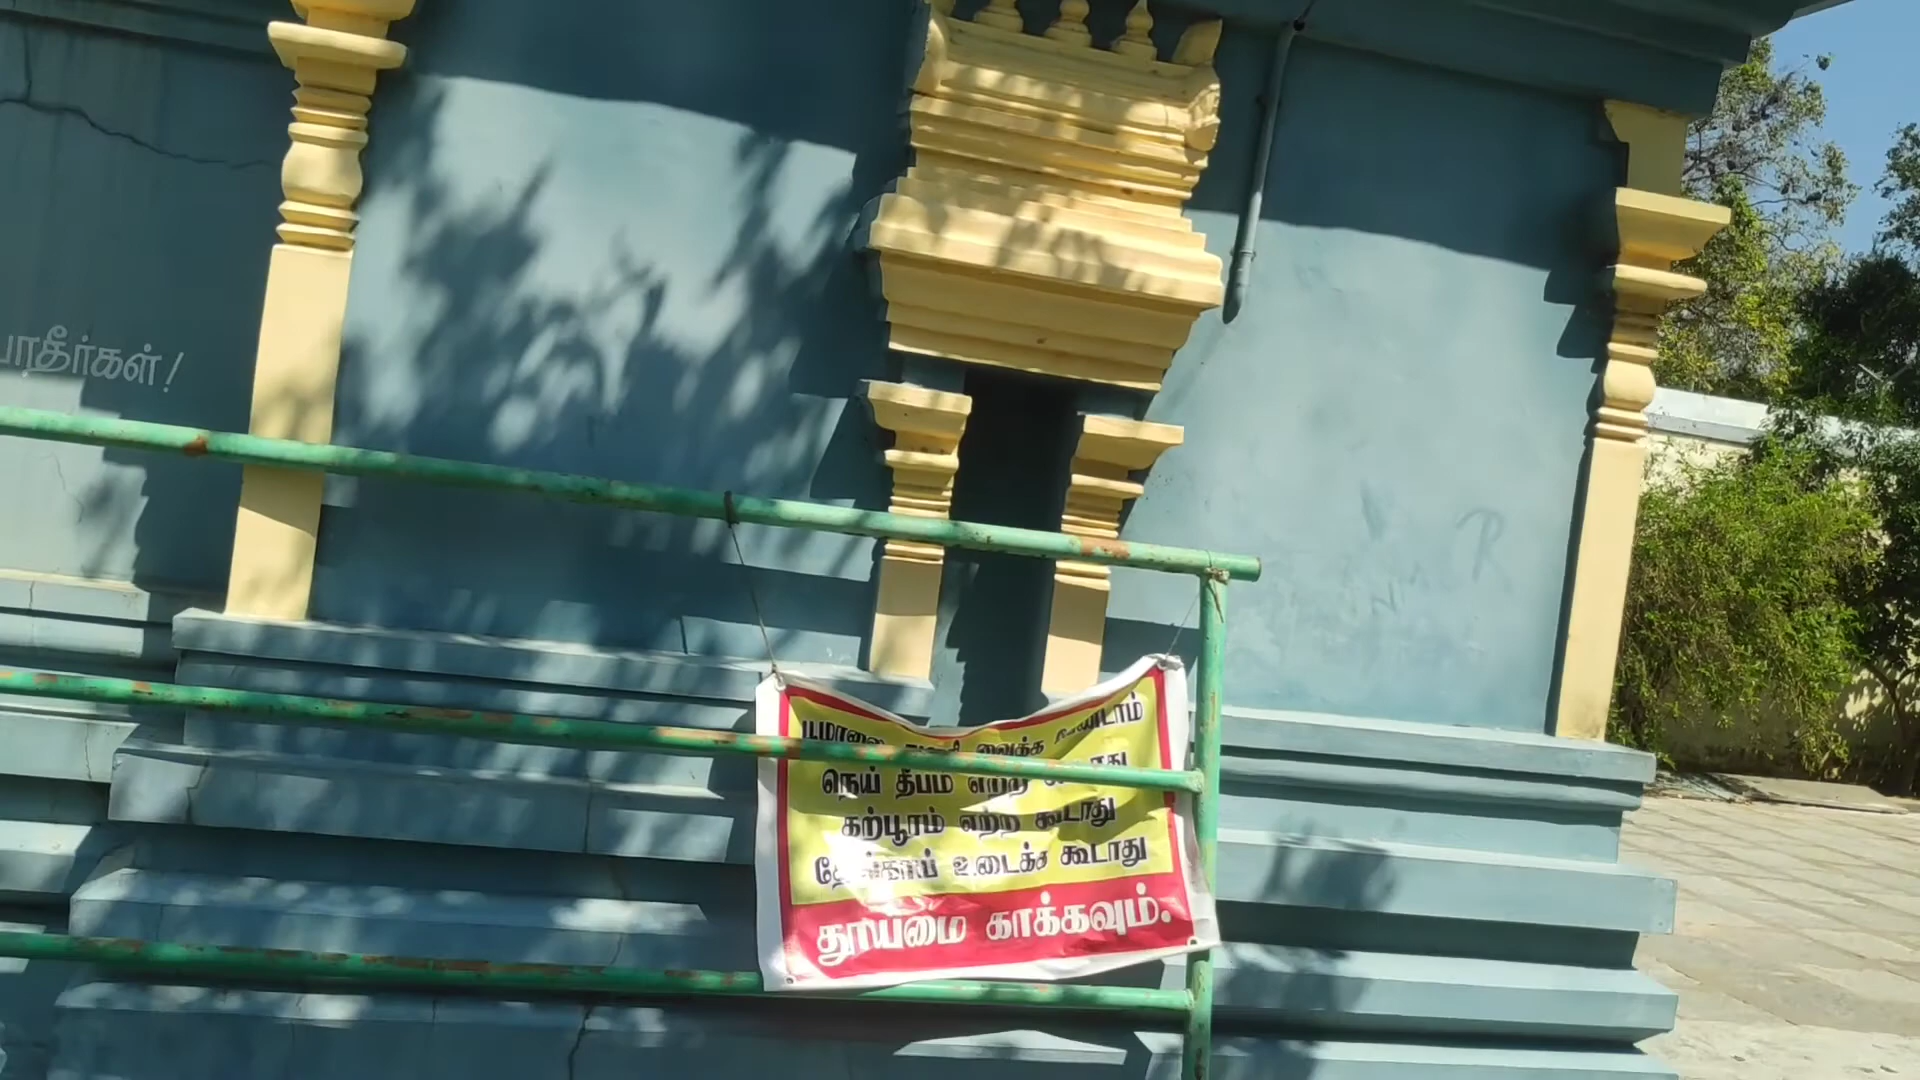 பாதீர்கள்!
பூமாலை வைக்க வேண்டாம்
நெய் தீபம் ஏற்ற கூடாது
கற்பூரம் ஏற்ற கூடாது
தேங்காய் உடைக்க கூடாது
தூய்மை காக்கவும்.